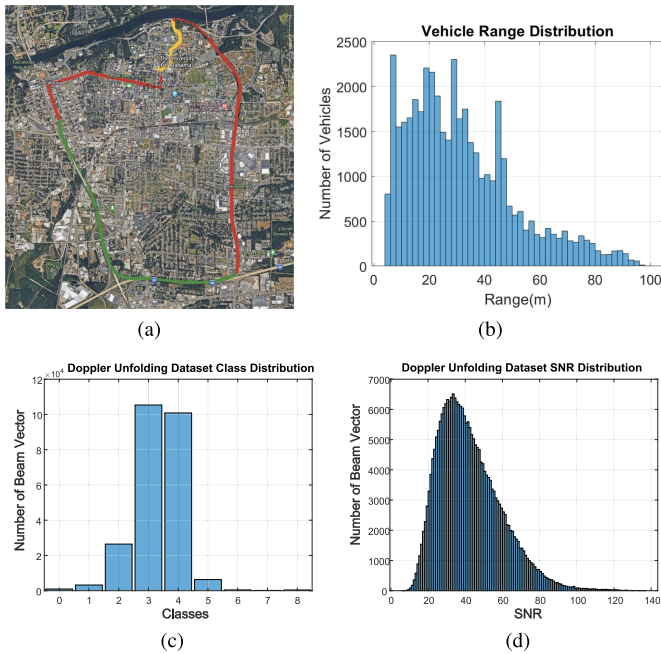 Vehicle Range Distribution
2500
2000
1500
1000
500
0
Number of Vehicles
0 20 40 60 80 100
Range(m)
(a)
(b)
Doppler Unfolding Dataset Class Distribution
×10⁴
12
10
8
6
4
2
0
Number of Beam Vector
0 1 2 3 4 5 6 7 8
Classes
(c)
Doppler Unfolding Dataset SNR Distribution
7000
6000
5000
4000
3000
2000
1000
0
Number of Beam Vector
0 20 40 60 80 100 120 140
SNR
(d)